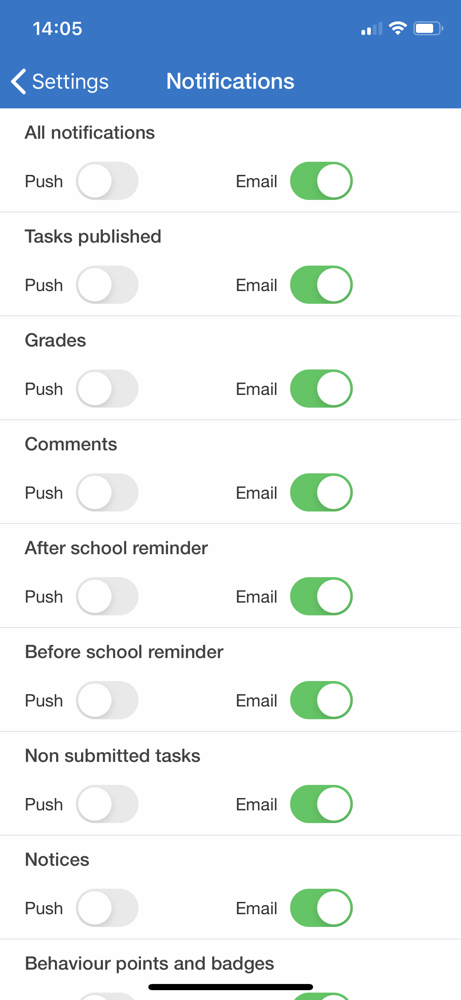 14:05
Settings Notifications
All notifications
Push Email
Tasks published
Push Email
Grades
Push Email
Comments
Push Email
After school reminder
Push Email
Before school reminder
Push Email
Non submitted tasks
Push Email
Notices
Push Email
Behaviour points and badges